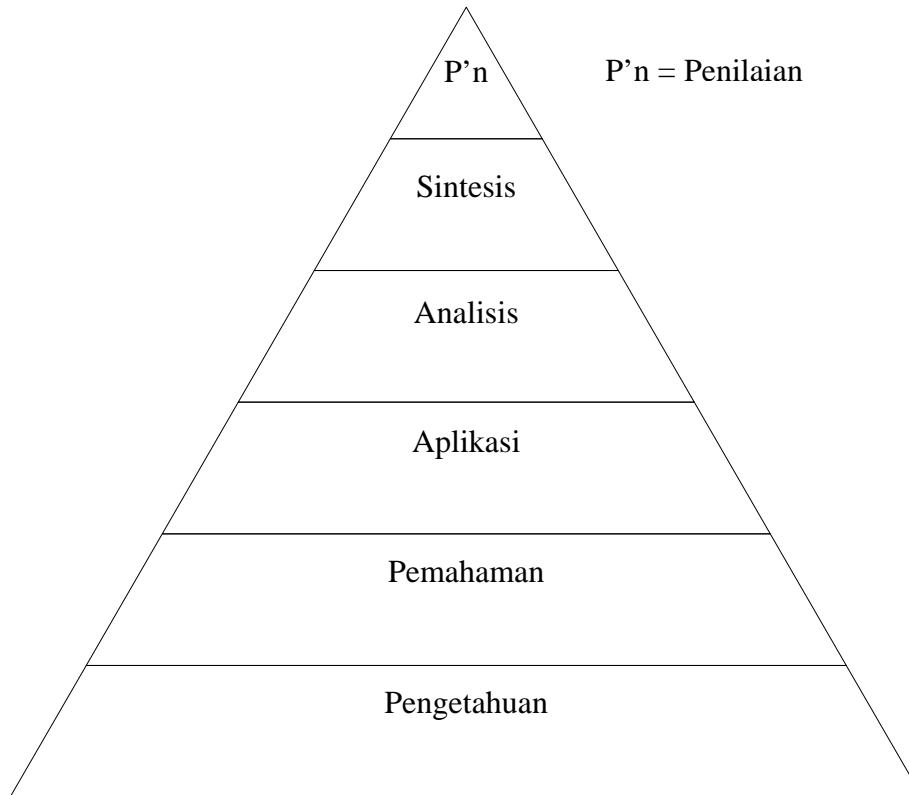 P’n
P’n = Penilaian
Sintesis
Analisis
Aplikasi
Pemahaman
Pengetahuan